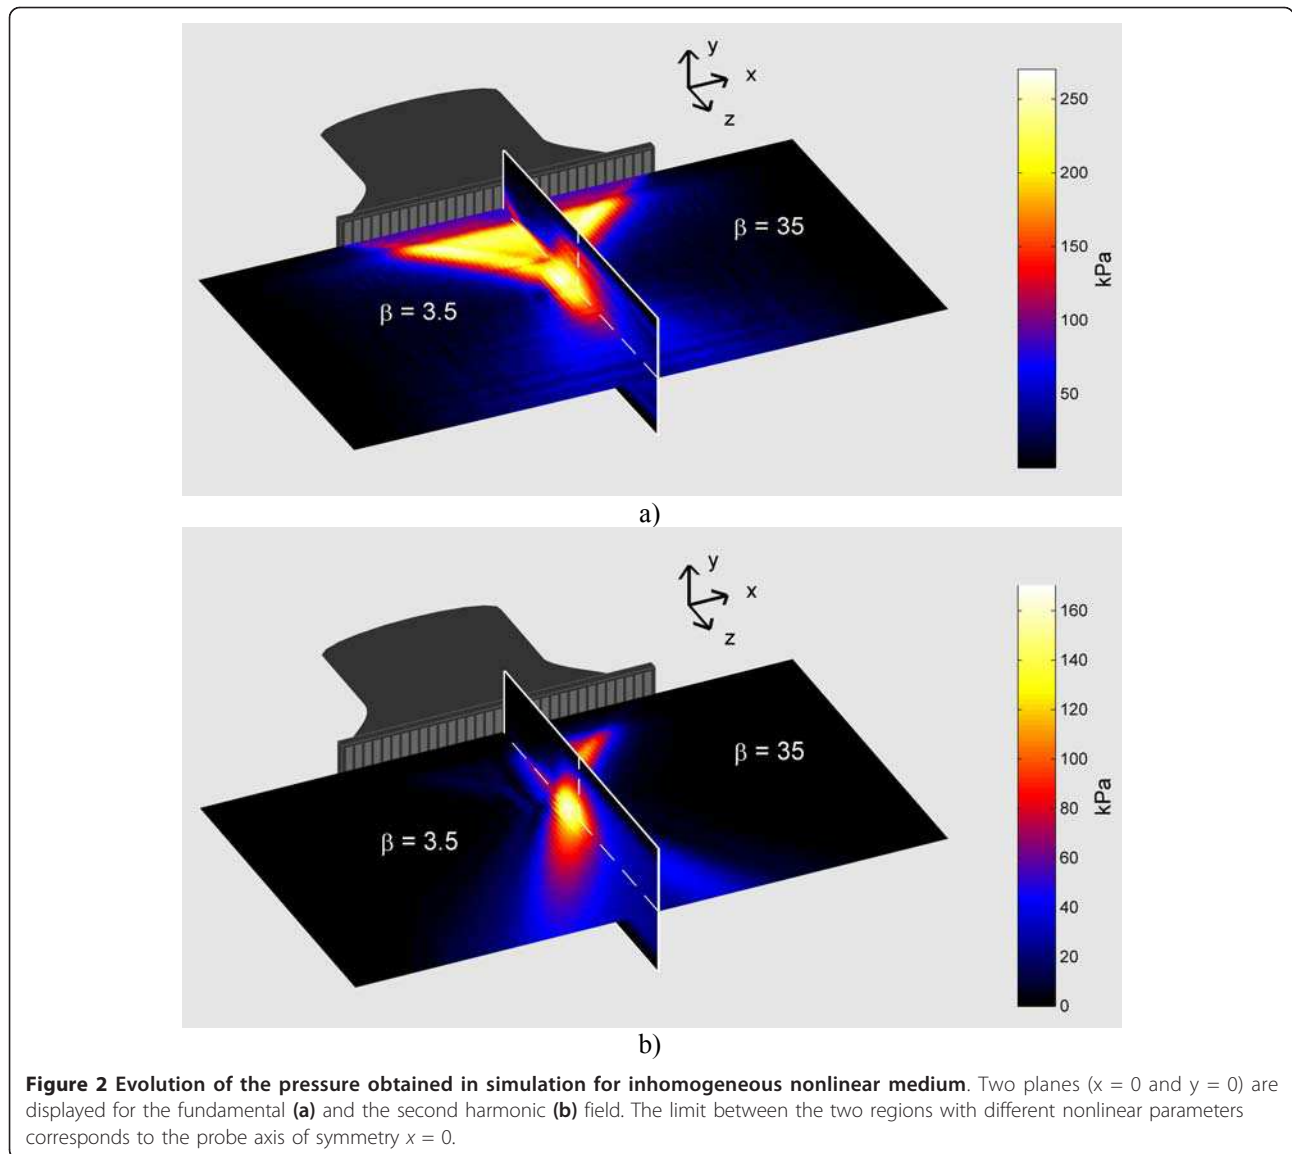 y
x
z
β = 35
β = 3.5
250
200
150
100
50
kPa
a)
y
x
z
β = 35
β = 3.5
160
140
120
100
80
60
40
20
0
kPa
b)
Figure 2 Evolution of the pressure obtained in simulation for inhomogeneous nonlinear medium. Two planes (x = 0 and y = 0) are
displayed for the fundamental (a) and the second harmonic (b) field. The limit between the two regions with different nonlinear parameters
corresponds to the probe axis of symmetry x = 0.